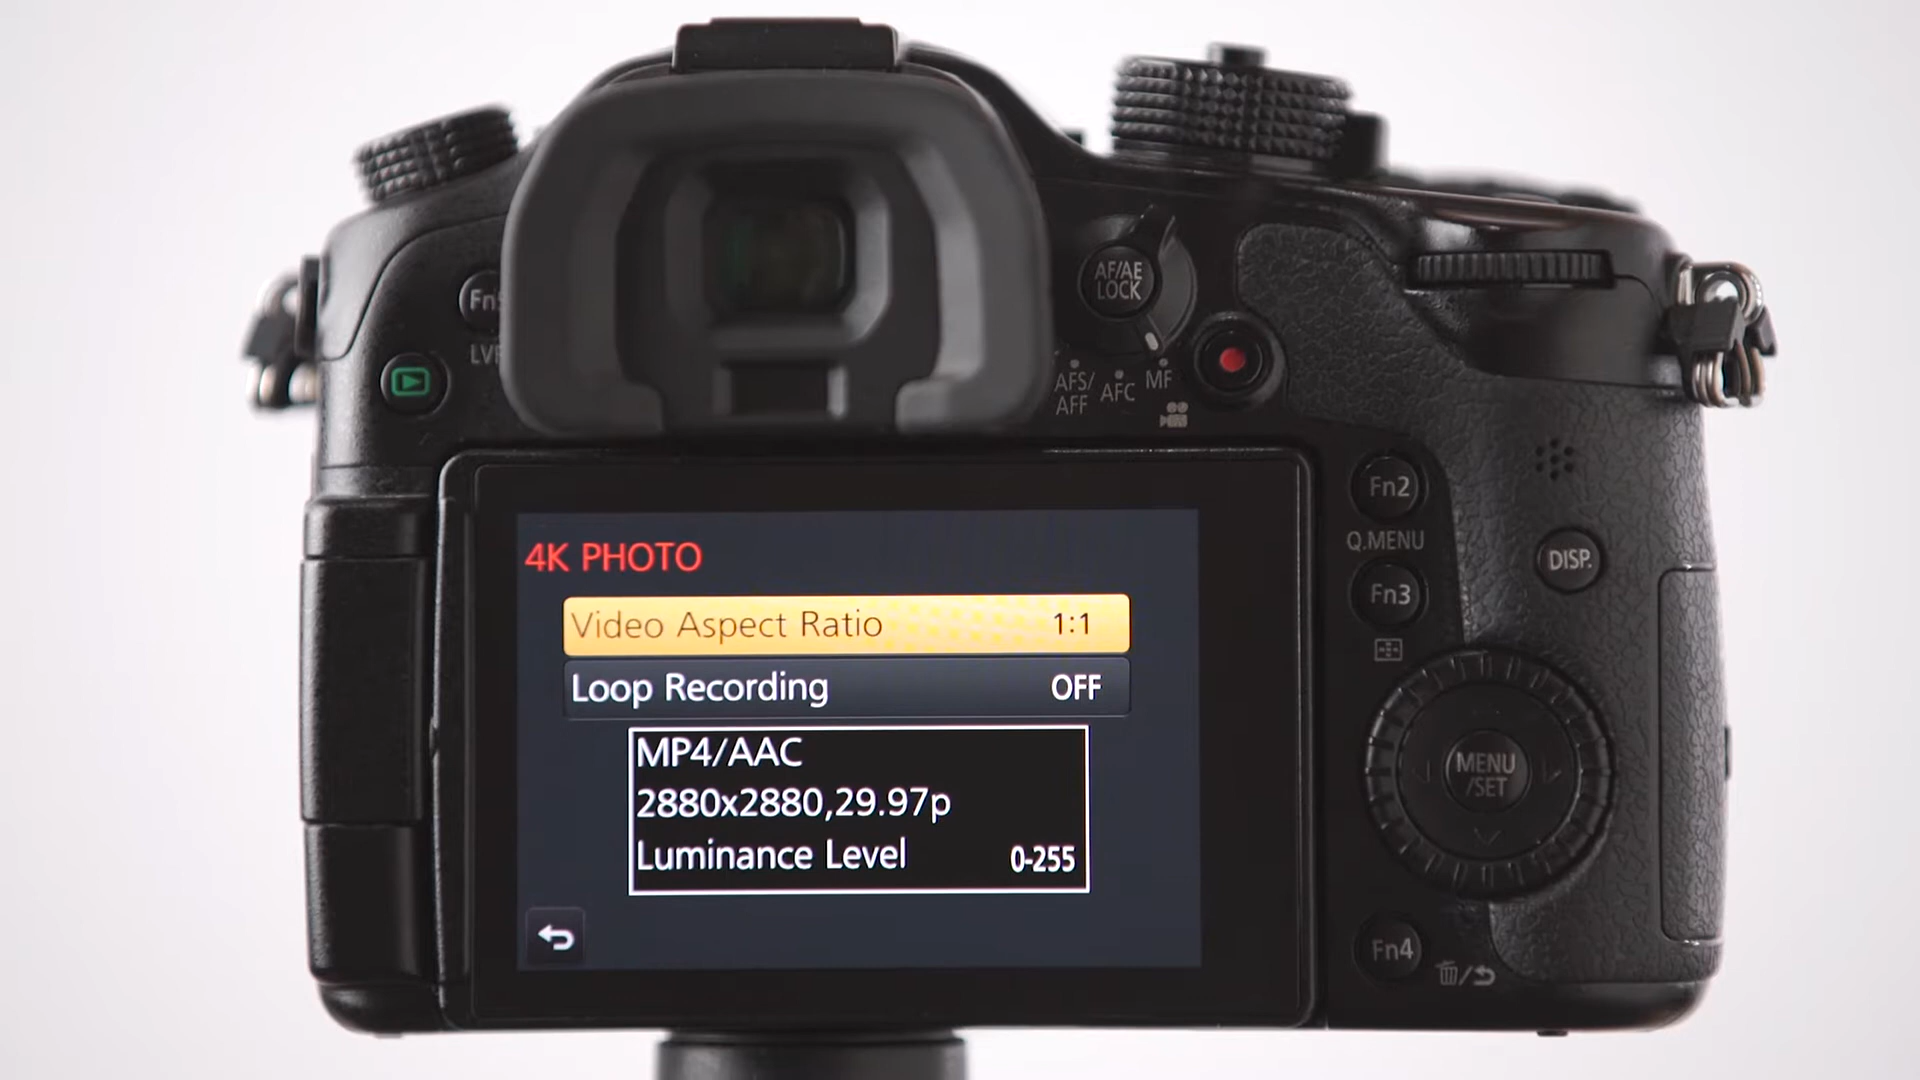 AF/AE
LOCK
Fn
LVF
AFS/
AFF
AFC
MF
Fn2
Q.MENU
Fn3
DISP.
4K PHOTO
Video Aspect Ratio 1:1
Loop Recording OFF
MP4/AAC
2880x2880,29.97p
Luminance Level 0-255
MENU
/SET
Fn4